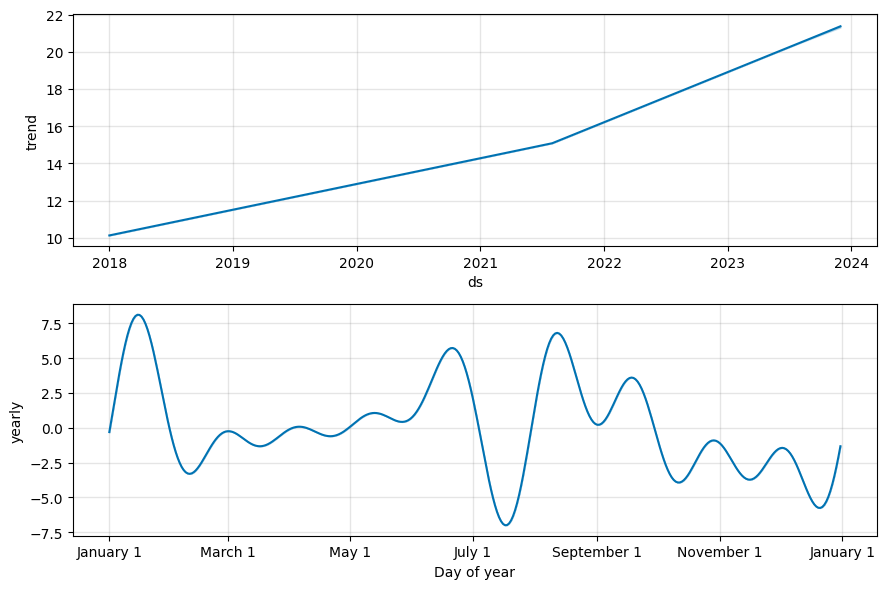 22
20
18
16
14
12
10
trend
2018 2019 2020 2021 2022 2023 2024
ds
7.5
5.0
2.5
0.0
−2.5
−5.0
−7.5
yearly
January 1 March 1 May 1 July 1 September 1 November 1 January 1
Day of year